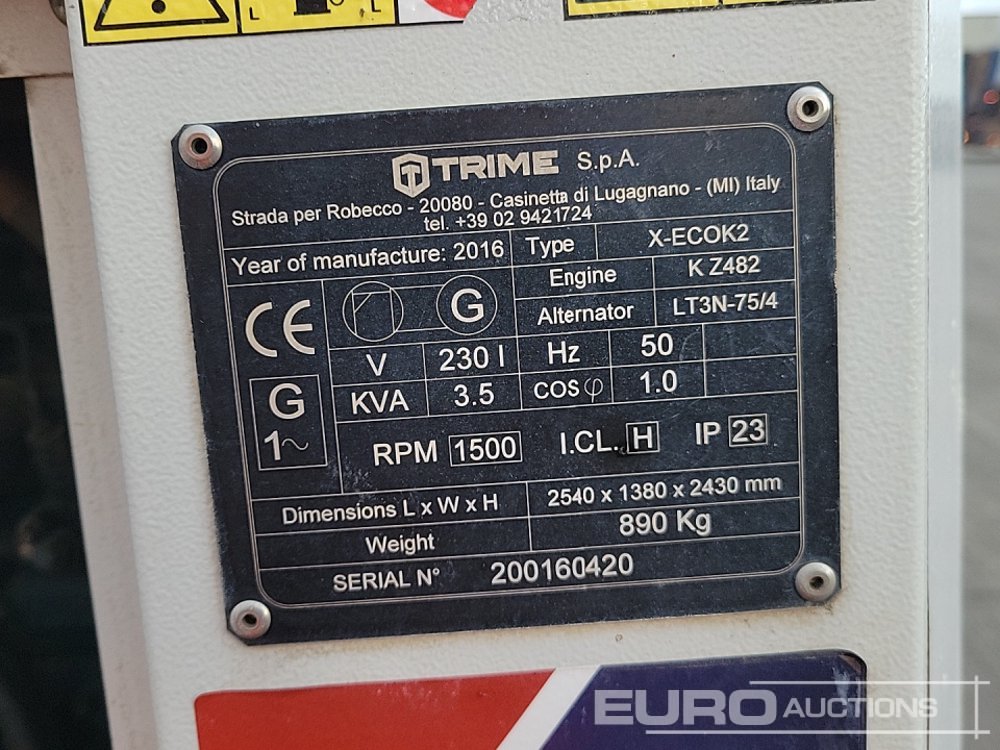 L L
TRIME S.p.A.
Strada per Robecco - 20080 - Casinetta di Lugagnano - (MI) Italy
tel. +39 02 9421724
Year of manufacture: 2016 Type X-ECOK2
Engine K Z482
G Alternator LT3N-75/4
CE
V 230 I Hz 50
KVA 3.5 COS φ 1.0
G
1~
RPM 1500 I.CL. H IP 23
Dimensions L x W x H 2540 x 1380 x 2430 mm
Weight 890 Kg
SERIAL N° 200160420
EURO AUCTIONS